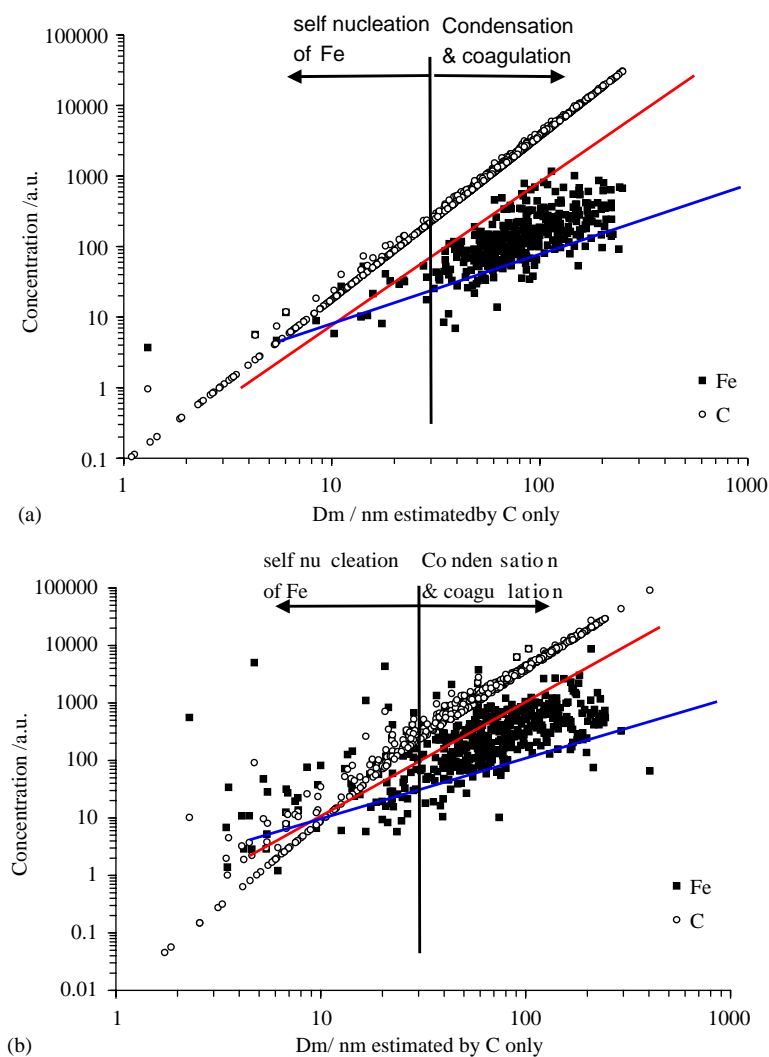 self nucleation Condensation
of Fe & coagulation
100000
10000
1000
100
10
1
0.1
Concentration /a.u.
Fe
C
1 10 100 1000
(a) Dm / nm estimatedby C only
self nu cleation Co nden sation
of Fe & coagu lation
100000
10000
1000
100
10
1
0.1
0.01
Concentration /a.u.
Fe
C
1 10 100 1000
(b) Dm/ nm estimated by C only